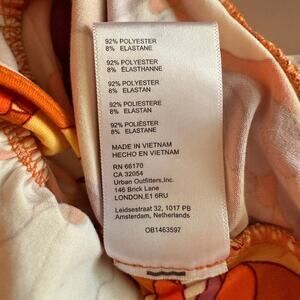 92% POLYESTER
8% ELASTANE
92% POLYESTER
8% ÉLASTHANNE
92% POLYESTER
8% ELASTAN
92% POLIESTERE
8% ELASTAN
92% POLIÉSTER
8% ELASTANE
MADE IN VIETNAM
HECHO EN VIETNAM
RN 66170
CA 32054
Urban Outfitters,Inc.
146 Brick Lane
LONDON,E1 6RU
Leidsestraat 32, 1017 PB
Amsterdam, Netherlands
OB1463597